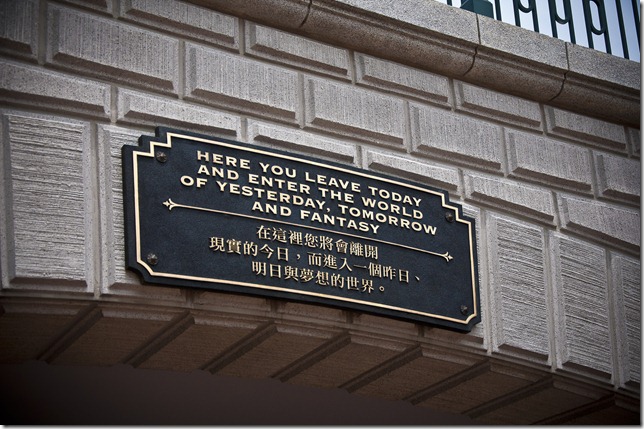 HERE YOU LEAVE TODAY
AND ENTER THE WORLD
OF YESTERDAY, TOMORROW
AND FANTASY
在這裡您將會離開
現實的今日，而進入一個昨日、
明日與夢想的世界。